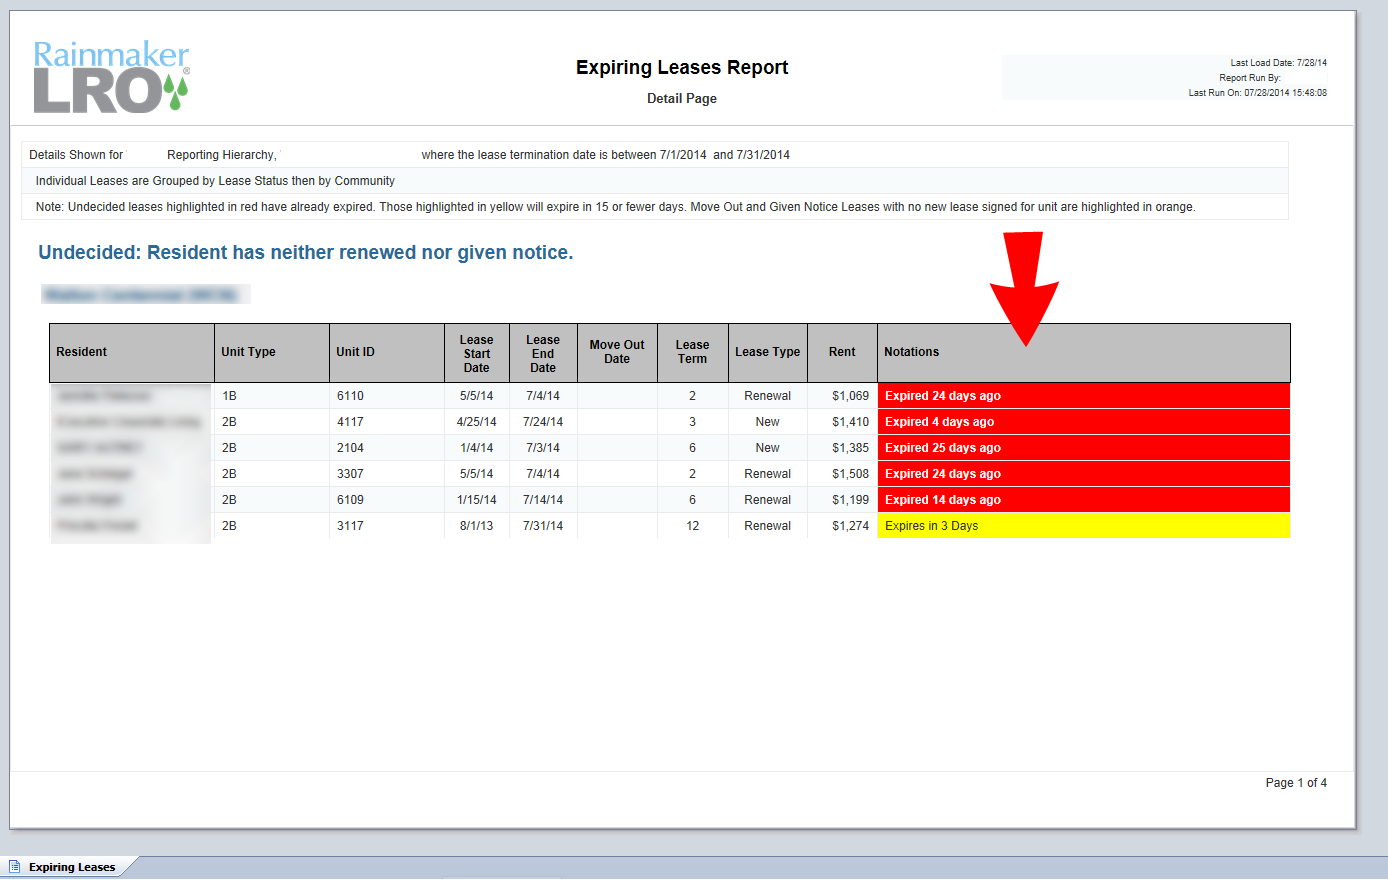 Rainmaker
LRO®
Expiring Leases Report
Detail Page
Last Load Date: 7/28/14
Report Run By:
Last Run On: 07/28/2014 15:48:08
Details Shown for ' Reporting Hierarchy, ' where the lease termination date is between 7/1/2014 and 7/31/2014
Individual Leases are Grouped by Lease Status then by Community
Note: Undecided leases highlighted in red have already expired. Those highlighted in yellow will expire in 15 or fewer days. Move Out and Given Notice Leases with no new lease signed for unit are highlighted in orange.
Undecided: Resident has neither renewed nor given notice.
Resident Unit Type Unit ID Lease Start Date Lease End Date Move Out Date Lease Term Lease Type Rent Notations
1B 6110 5/5/14 7/4/14 2 Renewal $1,069 Expired 24 days ago
2B 4117 4/25/14 7/24/14 3 New $1,410 Expired 4 days ago
2B 2104 1/4/14 7/3/14 6 New $1,385 Expired 25 days ago
2B 3307 5/5/14 7/4/14 2 Renewal $1,508 Expired 24 days ago
2B 6109 1/15/14 7/14/14 6 Renewal $1,199 Expired 14 days ago
2B 3117 8/1/13 7/31/14 12 Renewal $1,274 Expires in 3 Days
Page 1 of 4
Expiring Leases